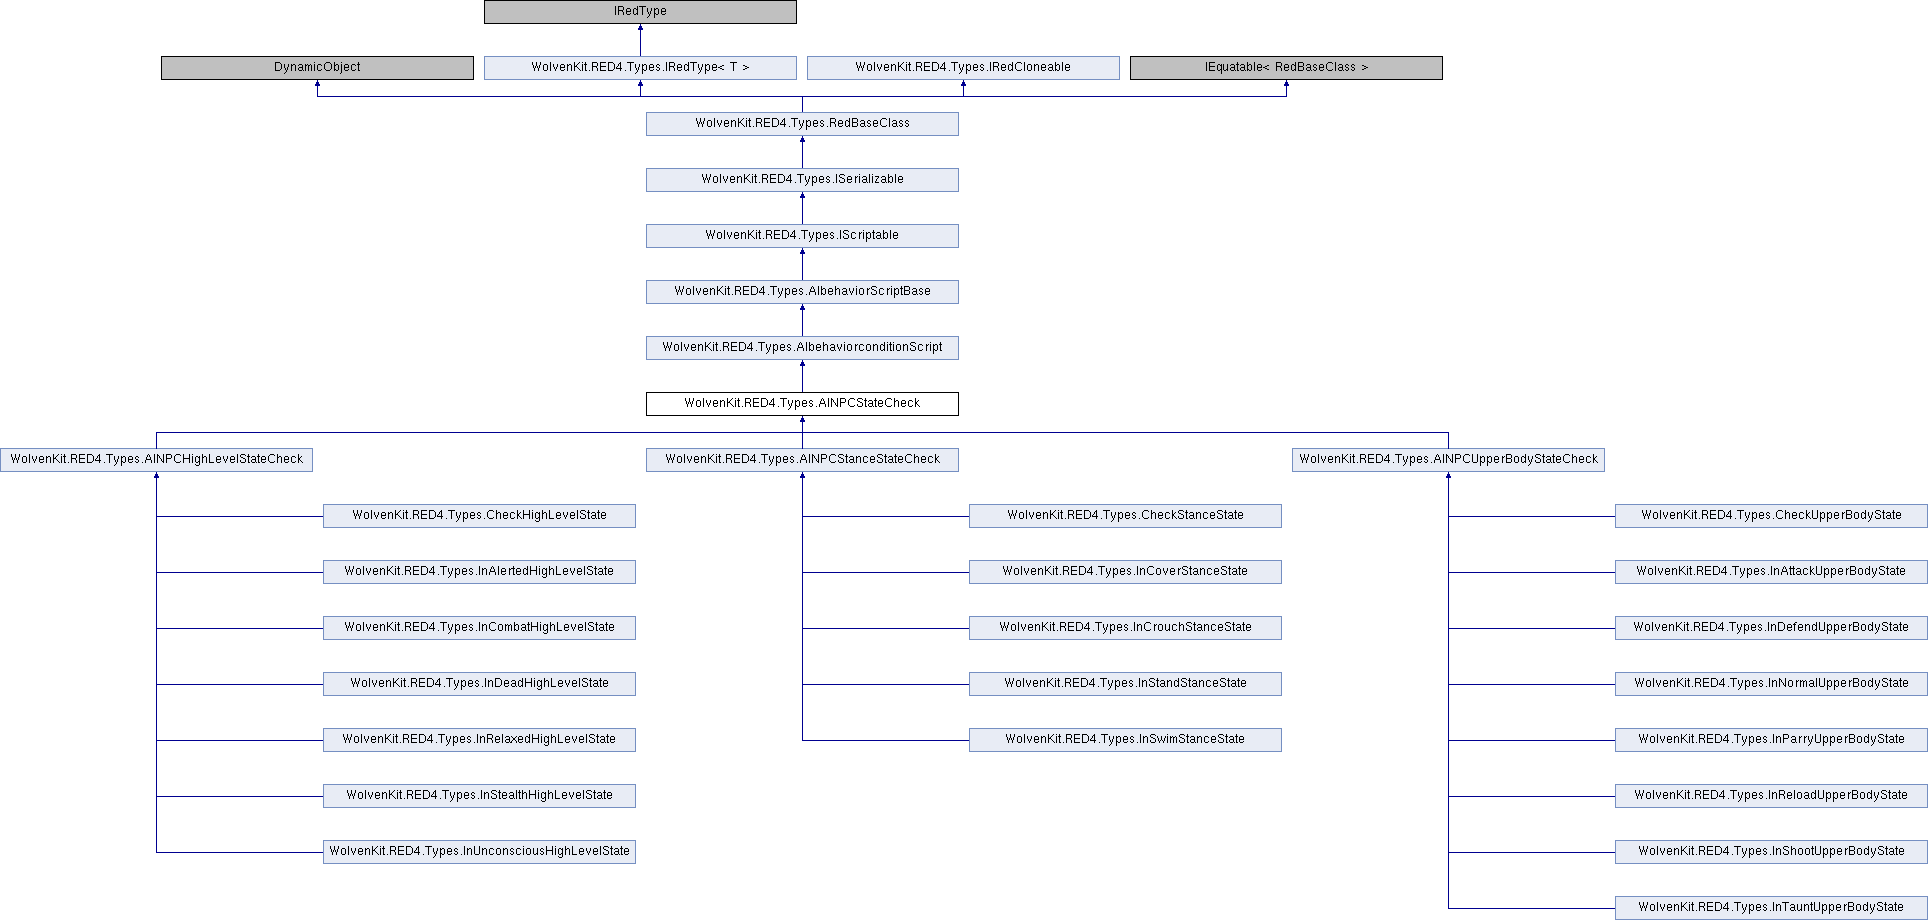 IRedType
DynamicObject
WolvenKit.RED4.Types.IRedType< T >
WolvenKit.RED4.Types.IRedCloneable
IEquatable< RedBaseClass >
WolvenKit.RED4.Types.RedBaseClass
WolvenKit.RED4.Types.ISerializable
WolvenKit.RED4.Types.IScriptable
WolvenKit.RED4.Types.AIbehaviorScriptBase
WolvenKit.RED4.Types.AIbehaviorconditionScript
WolvenKit.RED4.Types.AINPCStateCheck
WolvenKit.RED4.Types.AINPCHighLevelStateCheck
WolvenKit.RED4.Types.AINPCStanceStateCheck
WolvenKit.RED4.Types.AINPCUpperBodyStateCheck
WolvenKit.RED4.Types.CheckHighLevelState
WolvenKit.RED4.Types.CheckStanceState
WolvenKit.RED4.Types.CheckUpperBodyState
WolvenKit.RED4.Types.InAlertedHighLevelState
WolvenKit.RED4.Types.InCoverStanceState
WolvenKit.RED4.Types.InAttackUpperBodyState
WolvenKit.RED4.Types.InCombatHighLevelState
WolvenKit.RED4.Types.InCrouchStanceState
WolvenKit.RED4.Types.InDefendUpperBodyState
WolvenKit.RED4.Types.InDeadHighLevelState
WolvenKit.RED4.Types.InStandStanceState
WolvenKit.RED4.Types.InNormalUpperBodyState
WolvenKit.RED4.Types.InRelaxedHighLevelState
WolvenKit.RED4.Types.InSwimStanceState
WolvenKit.RED4.Types.InParryUpperBodyState
WolvenKit.RED4.Types.InStealthHighLevelState
WolvenKit.RED4.Types.InReloadUpperBodyState
WolvenKit.RED4.Types.InUnconsciousHighLevelState
WolvenKit.RED4.Types.InShootUpperBodyState
WolvenKit.RED4.Types.InTauntUpperBodyState